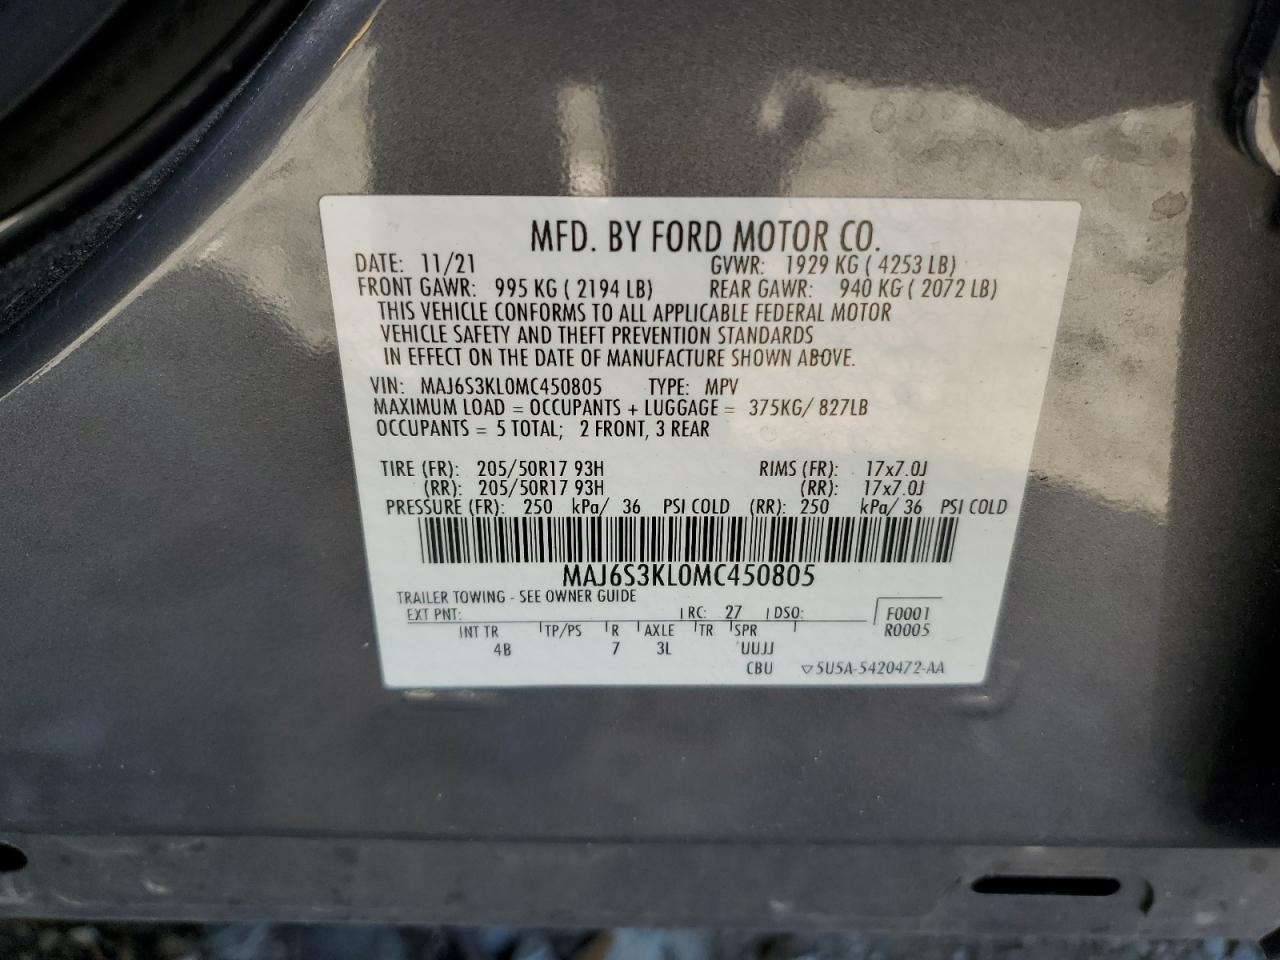 MFD. BY FORD MOTOR CO.
DATE: 11/21 GVWR: 1929 KG ( 4253 LB)
FRONT GAWR: 995 KG ( 2194 LB) REAR GAWR: 940 KG ( 2072 LB)
THIS VEHICLE CONFORMS TO ALL APPLICABLE FEDERAL MOTOR
VEHICLE SAFETY AND THEFT PREVENTION STANDARDS
IN EFFECT ON THE DATE OF MANUFACTURE SHOWN ABOVE.
VIN: MAJ6S3KL0MC450805 TYPE: MPV
MAXIMUM LOAD = OCCUPANTS + LUGGAGE = 375KG/ 827LB
OCCUPANTS = 5 TOTAL; 2 FRONT, 3 REAR
TIRE (FR): 205/50R17 93H RIMS (FR): 17x7.0J
(RR): 205/50R17 93H (RR): 17x7.0J
PRESSURE (FR): 250 kPa/ 36 PSI COLD (RR): 250 kPa/ 36 PSI COLD
MAJ6S3KL0MC450805
TRAILER TOWING - SEE OWNER GUIDE
EXT PNT: RC: 27 DSO: F0001
INT TR TP/PS R AXLE TR SPR R0005
4B 7 3L UUJJ
CBU 5U5A-5420472-AA